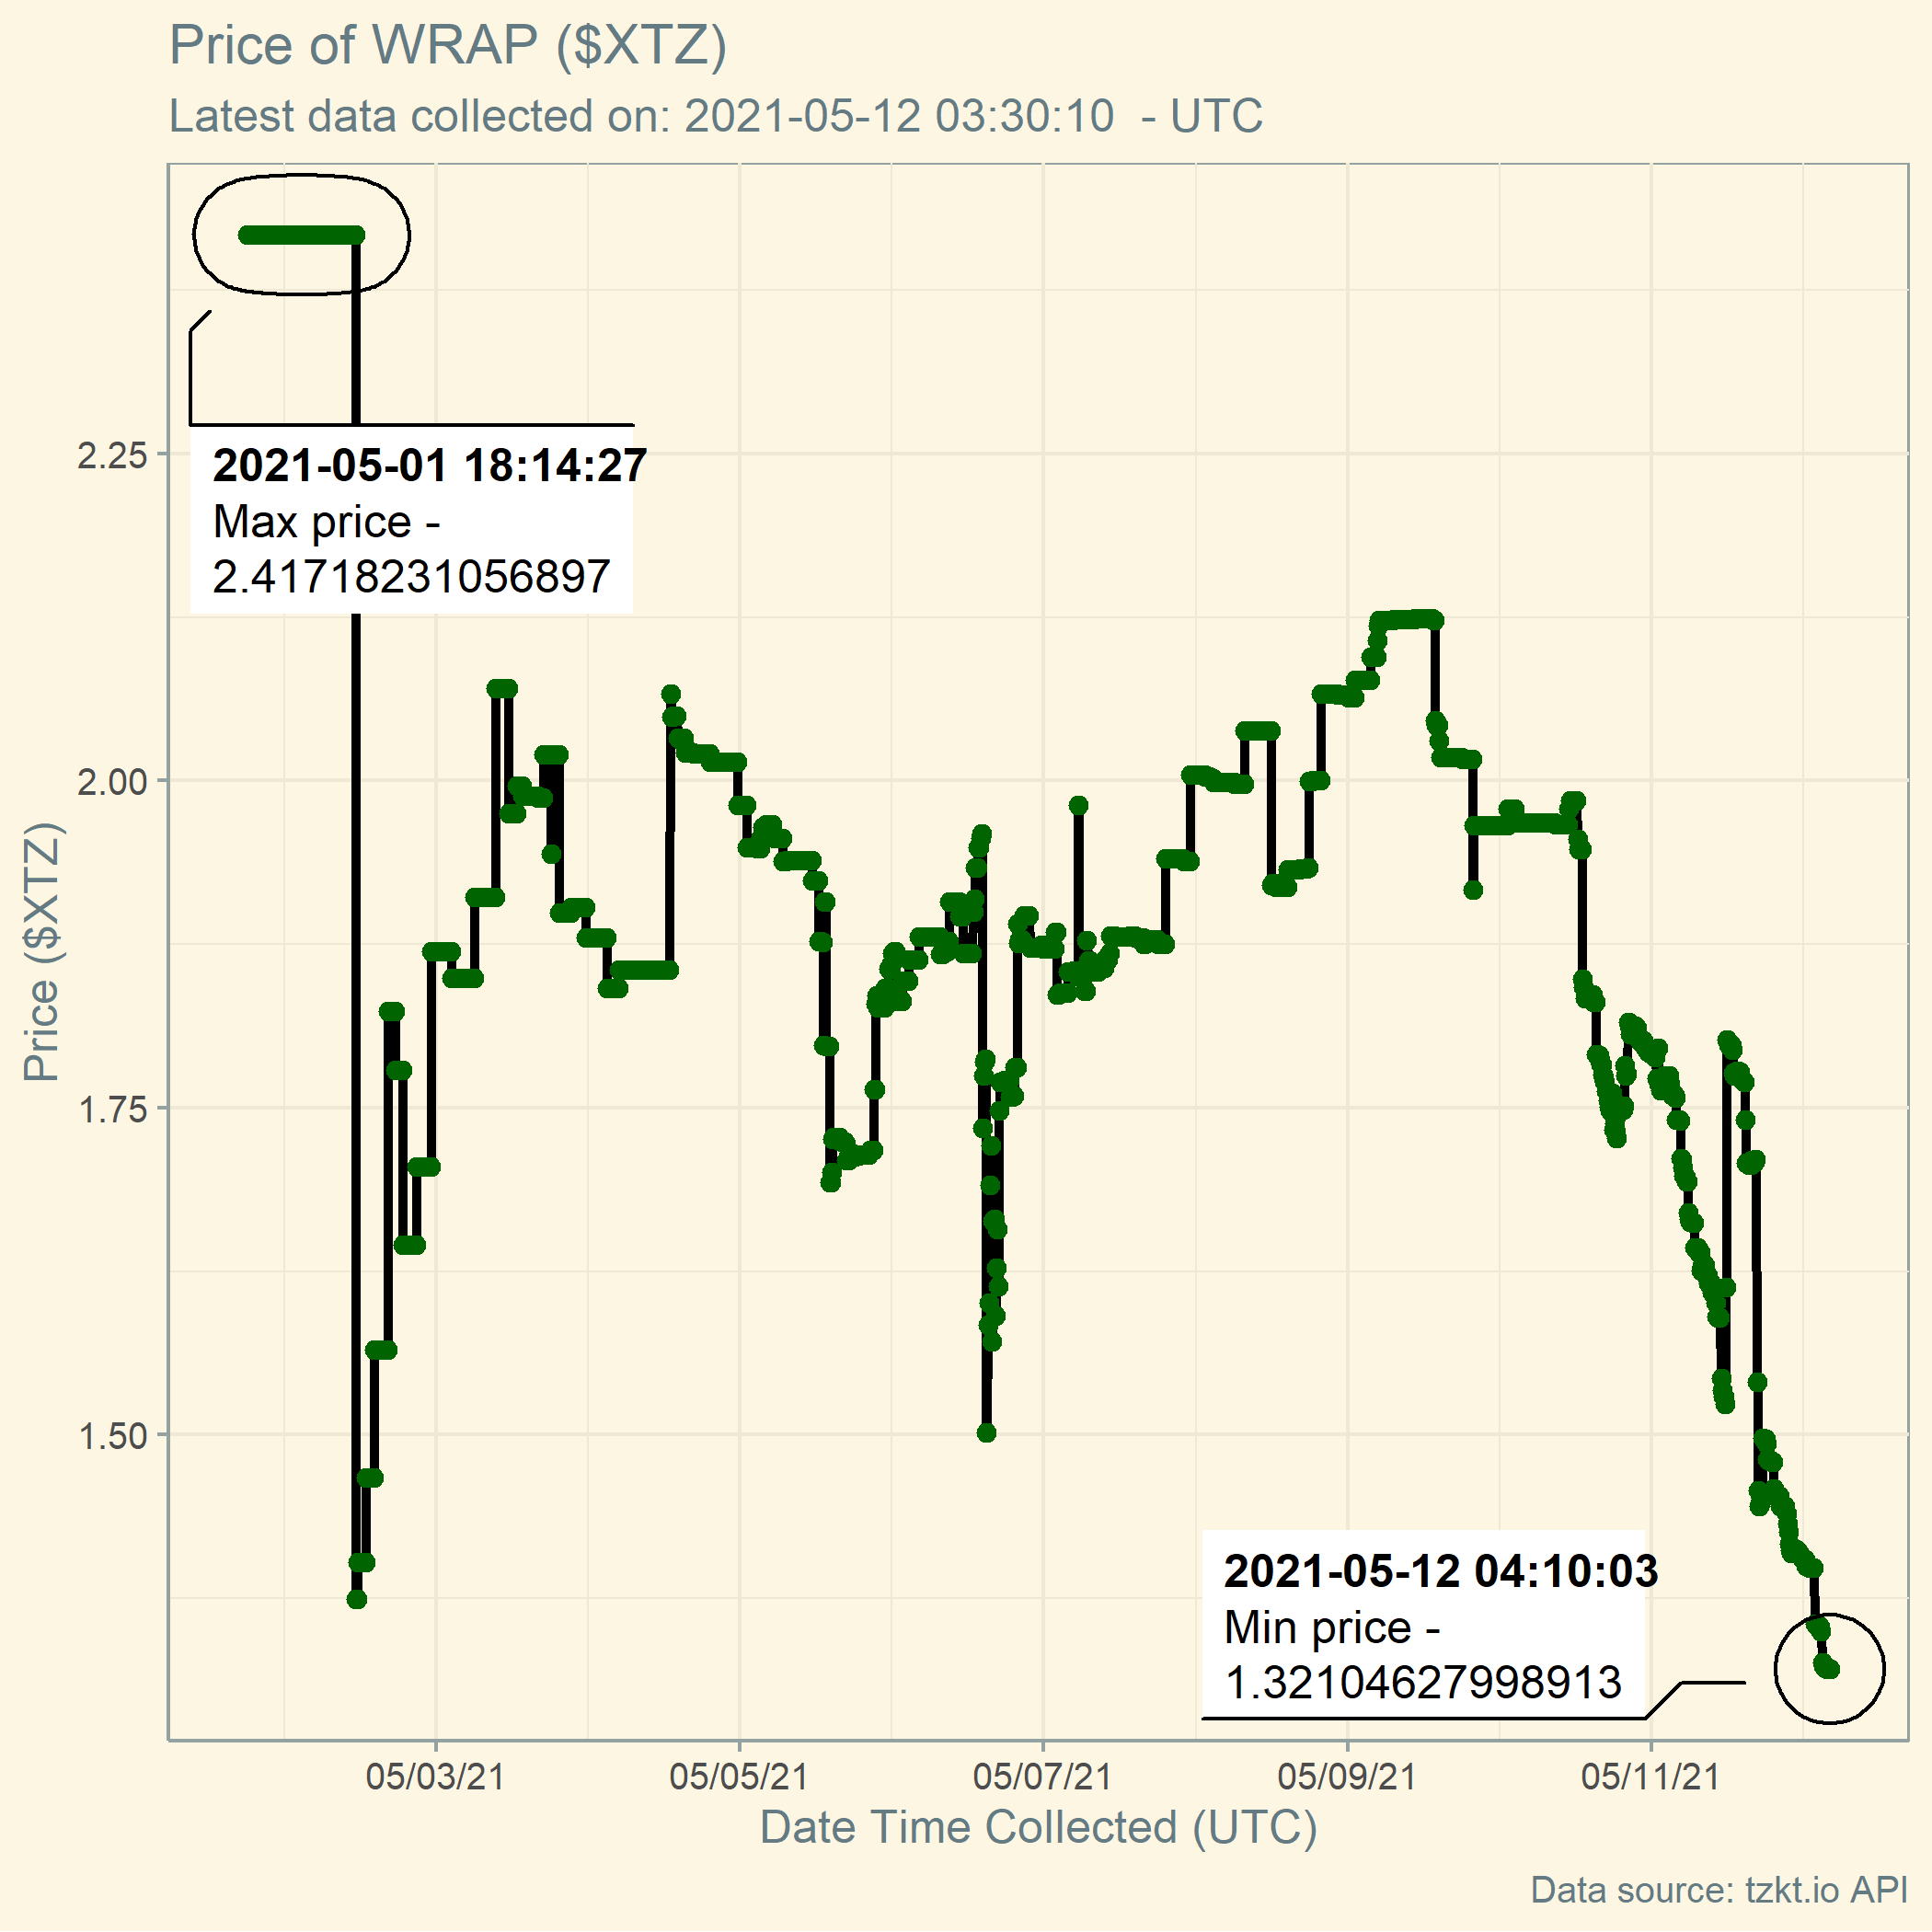 Price of WRAP ($XTZ)
Latest data collected on: 2021-05-12 03:30:10  - UTC
2021-05-01 18:14:27
Max price -
2.41718231056897
2.25
2.00
1.75
1.50
Price ($XTZ)
2021-05-12 04:10:03
Min price -
1.32104627998913
05/03/21
05/05/21
05/07/21
05/09/21
05/11/21
Date Time Collected (UTC)
Data source: tzkt.io API